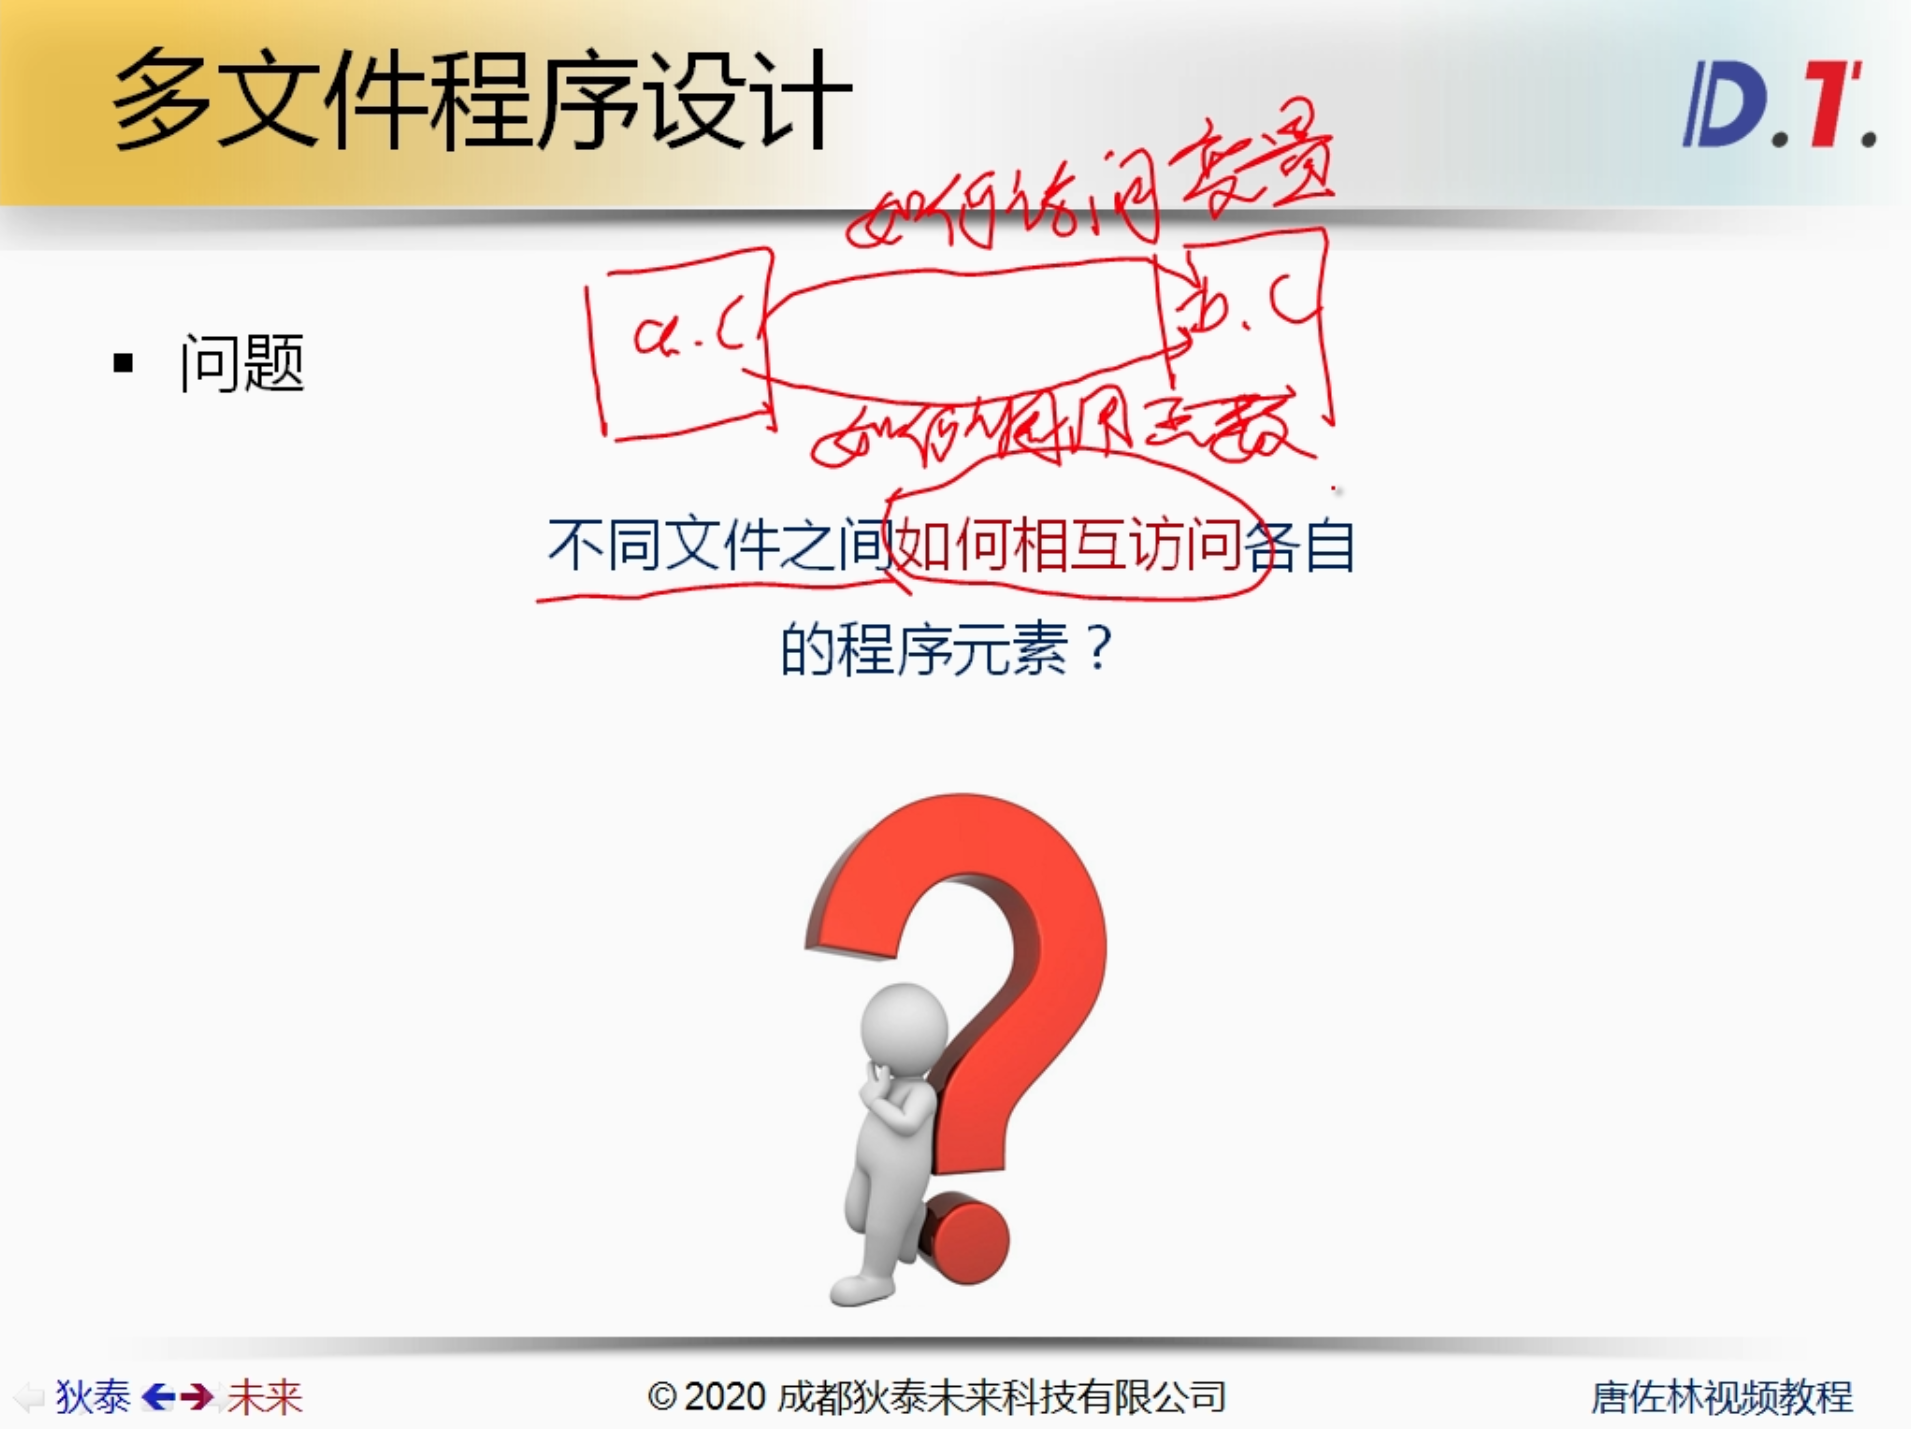 多文件程序设计
D.T.
如何访问变量
a.c
b.c
▪ 问题
如何调用函数
不同文件之间如何相互访问各自
的程序元素？
狄泰 未来
© 2020 成都狄泰未来科技有限公司
唐佐林视频教程